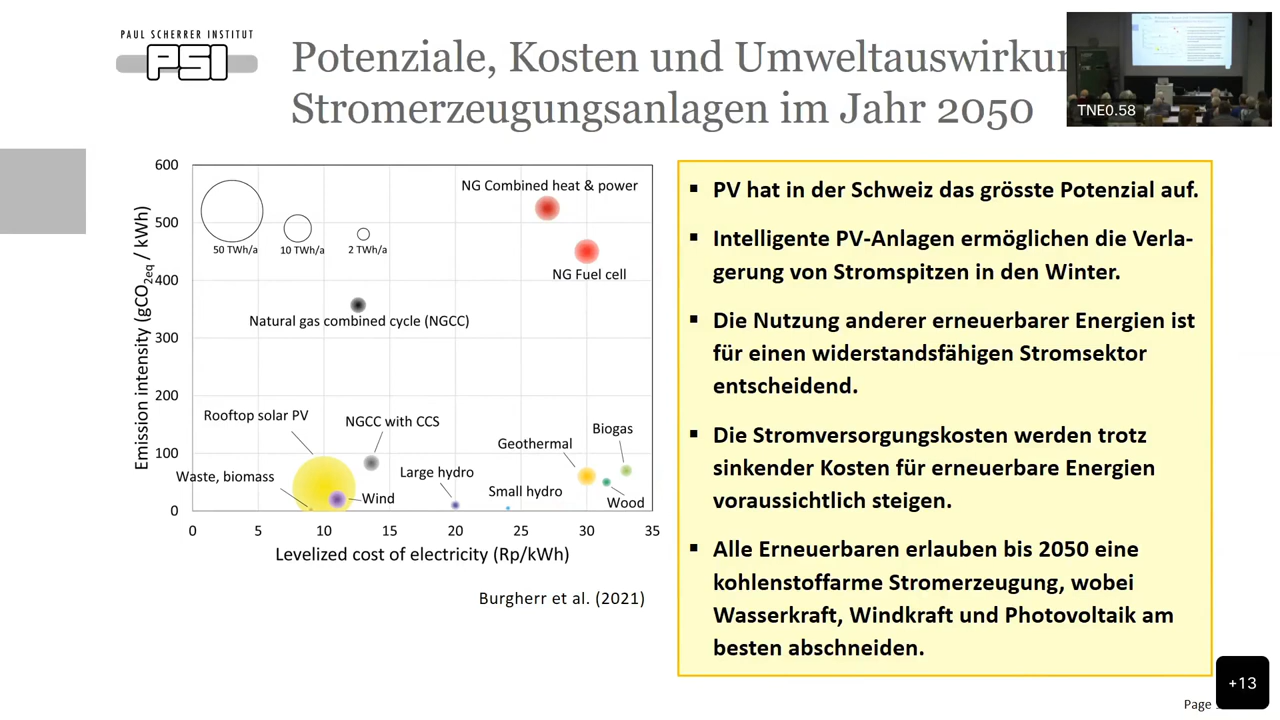 PAUL SCHERRER INSTITUT
PSI
Potenziale, Kosten und Umweltauswirkun
Stromerzeugungsanlagen im Jahr 2050
TNE0.58
Emission intensity (gCO2eq / kWh)
600
500
400
300
200
100
0
50 TWh/a
10 TWh/a
2 TWh/a
NG Combined heat & power
NG Fuel cell
Natural gas combined cycle (NGCC)
Rooftop solar PV
NGCC with CCS
Waste, biomass
Wind
Large hydro
Small hydro
Geothermal
Biogas
Wood
0 5 10 15 20 25 30 35
Levelized cost of electricity (Rp/kWh)
Burgherr et al. (2021)
▪ PV hat in der Schweiz das grösste Potenzial auf.
▪ Intelligente PV-Anlagen ermöglichen die Verla-
gerung von Stromspitzen in den Winter.
▪ Die Nutzung anderer erneuerbarer Energien ist
für einen widerstandsfähigen Stromsektor
entscheidend.
▪ Die Stromversorgungskosten werden trotz
sinkender Kosten für erneuerbare Energien
voraussichtlich steigen.
▪ Alle Erneuerbaren erlauben bis 2050 eine
kohlenstoffarme Stromerzeugung, wobei
Wasserkraft, Windkraft und Photovoltaik am
besten abschneiden.
+13
Page